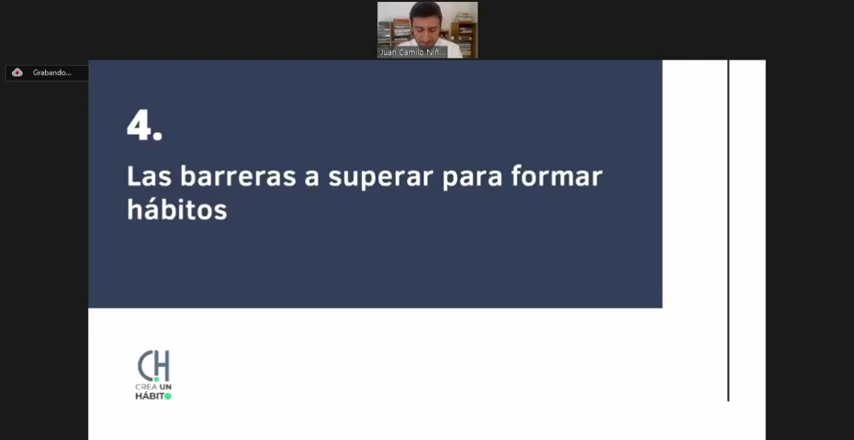 Juan Camilo Niñ...
Grabando...
4.
Las barreras a superar para formar
hábitos
CH
CREA UN
HÁBITO